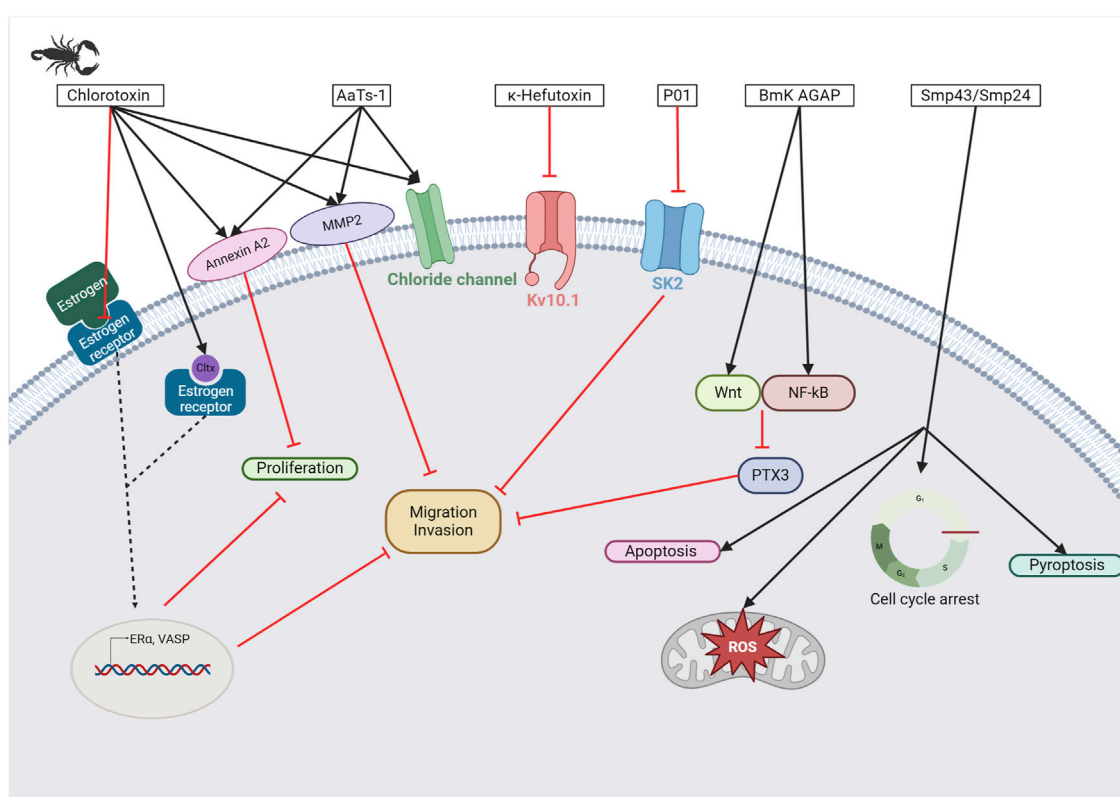 Chlorotoxin
AaTs-1
κ-Hefutoxin
P01
BmK AGAP
Smp43/Smp24
MMP2
Annexin A2
Chloride channel
Kv10.1
SK2
Estrogen
Estrogen
receptor
Cltx
Estrogen
receptor
Wnt
NF-kB
Proliferation
PTX3
Migration
Invasion
G₁
M
S
G₂
Apoptosis
Pyroptosis
Cell cycle arrest
ERα, VASP
ROS